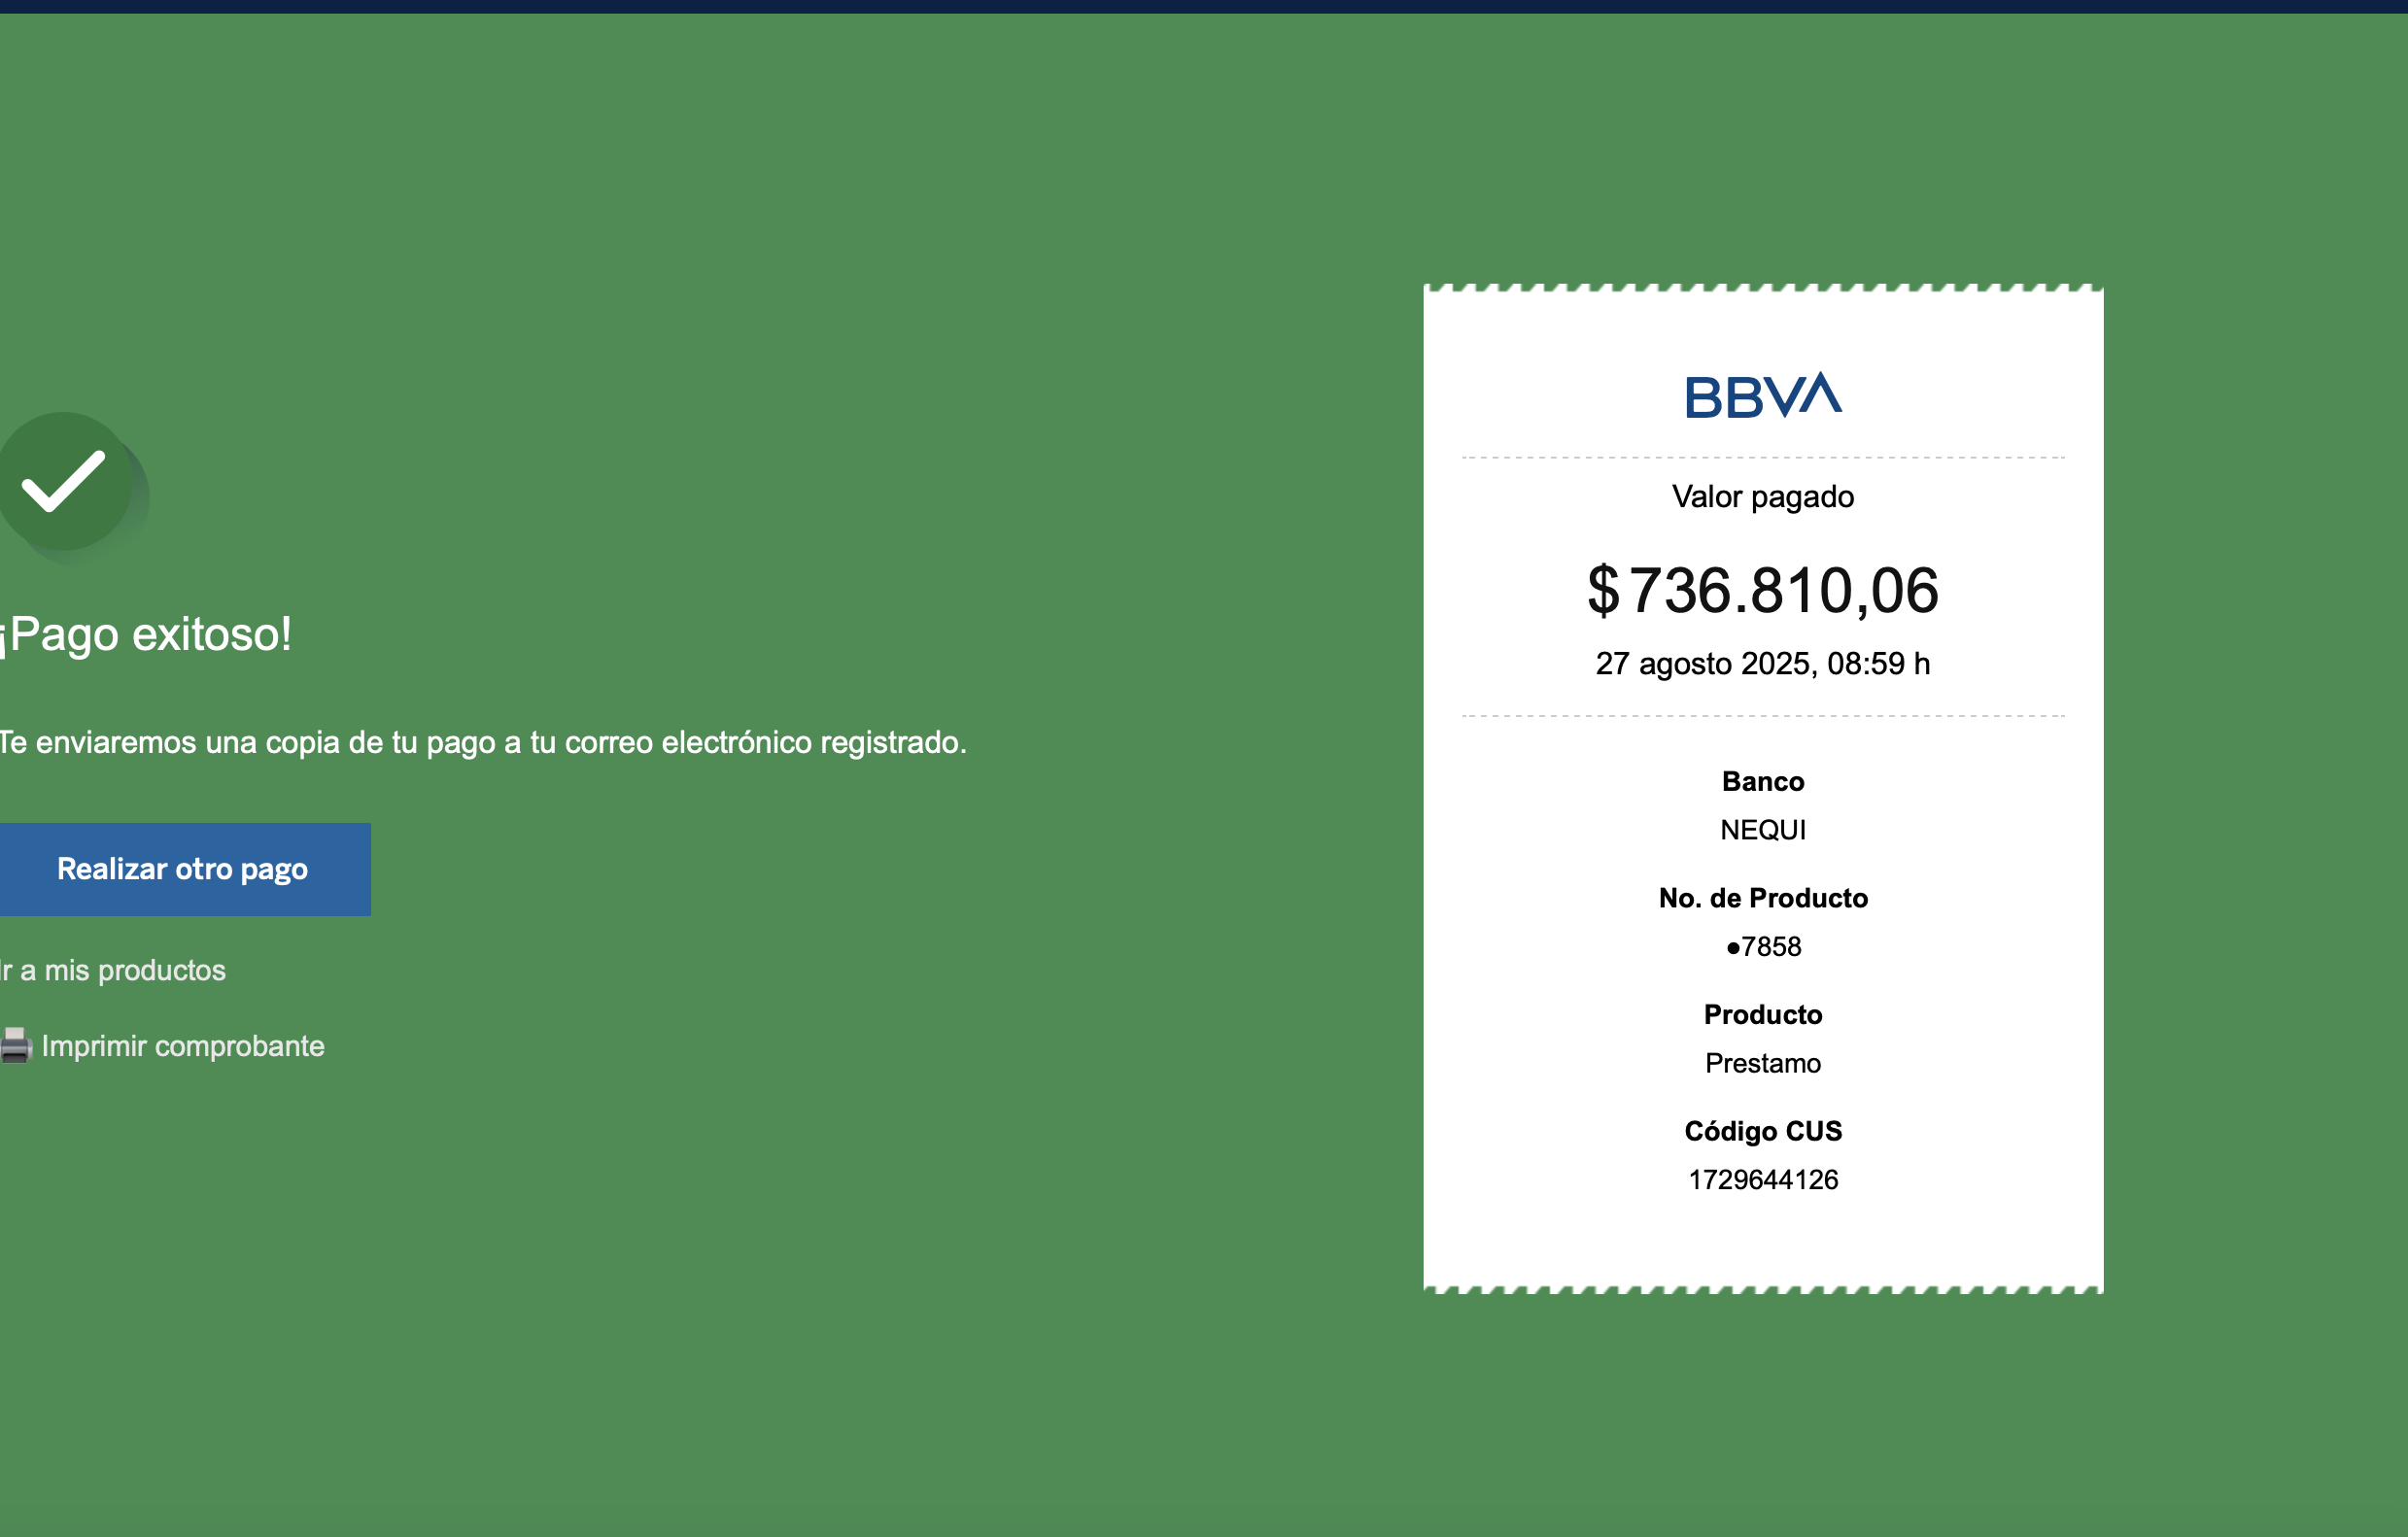 ¡Pago exitoso!
Te enviaremos una copia de tu pago a tu correo electrónico registrado.
Realizar otro pago
Ir a mis productos
Imprimir comprobante
BBVA
Valor pagado
$ 736.810,06
27 agosto 2025, 08:59 h
Banco
NEQUI
No. de Producto
•7858
Producto
Prestamo
Código CUS
1729644126